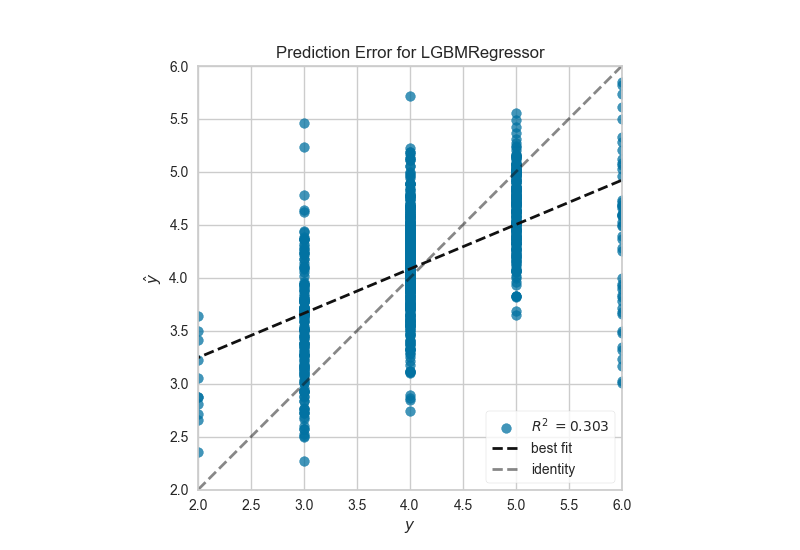 Prediction Error for LGBMRegressor
6.0
5.5
5.0
4.5
4.0
3.5
3.0
2.5
2.0
ŷ
R² = 0.303
best fit
identity
2.0 2.5 3.0 3.5 4.0 4.5 5.0 5.5 6.0
y